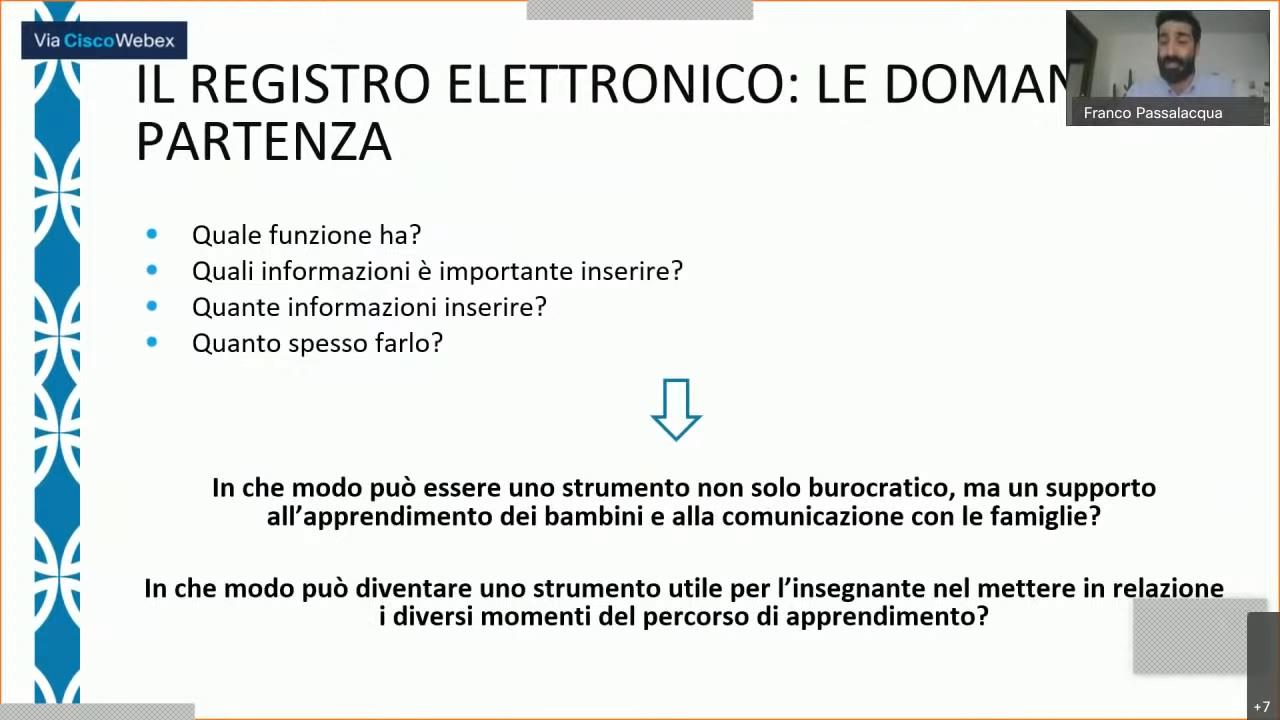 Via CiscoWebex
IL REGISTRO ELETTRONICO: LE DOMAN
PARTENZA
Franco Passalacqua
Quale funzione ha?
Quali informazioni è importante inserire?
Quante informazioni inserire?
Quanto spesso farlo?
In che modo può essere uno strumento non solo burocratico, ma un supporto
all’apprendimento dei bambini e alla comunicazione con le famiglie?
In che modo può diventare uno strumento utile per l’insegnante nel mettere in relazione
i diversi momenti del percorso di apprendimento?
+7